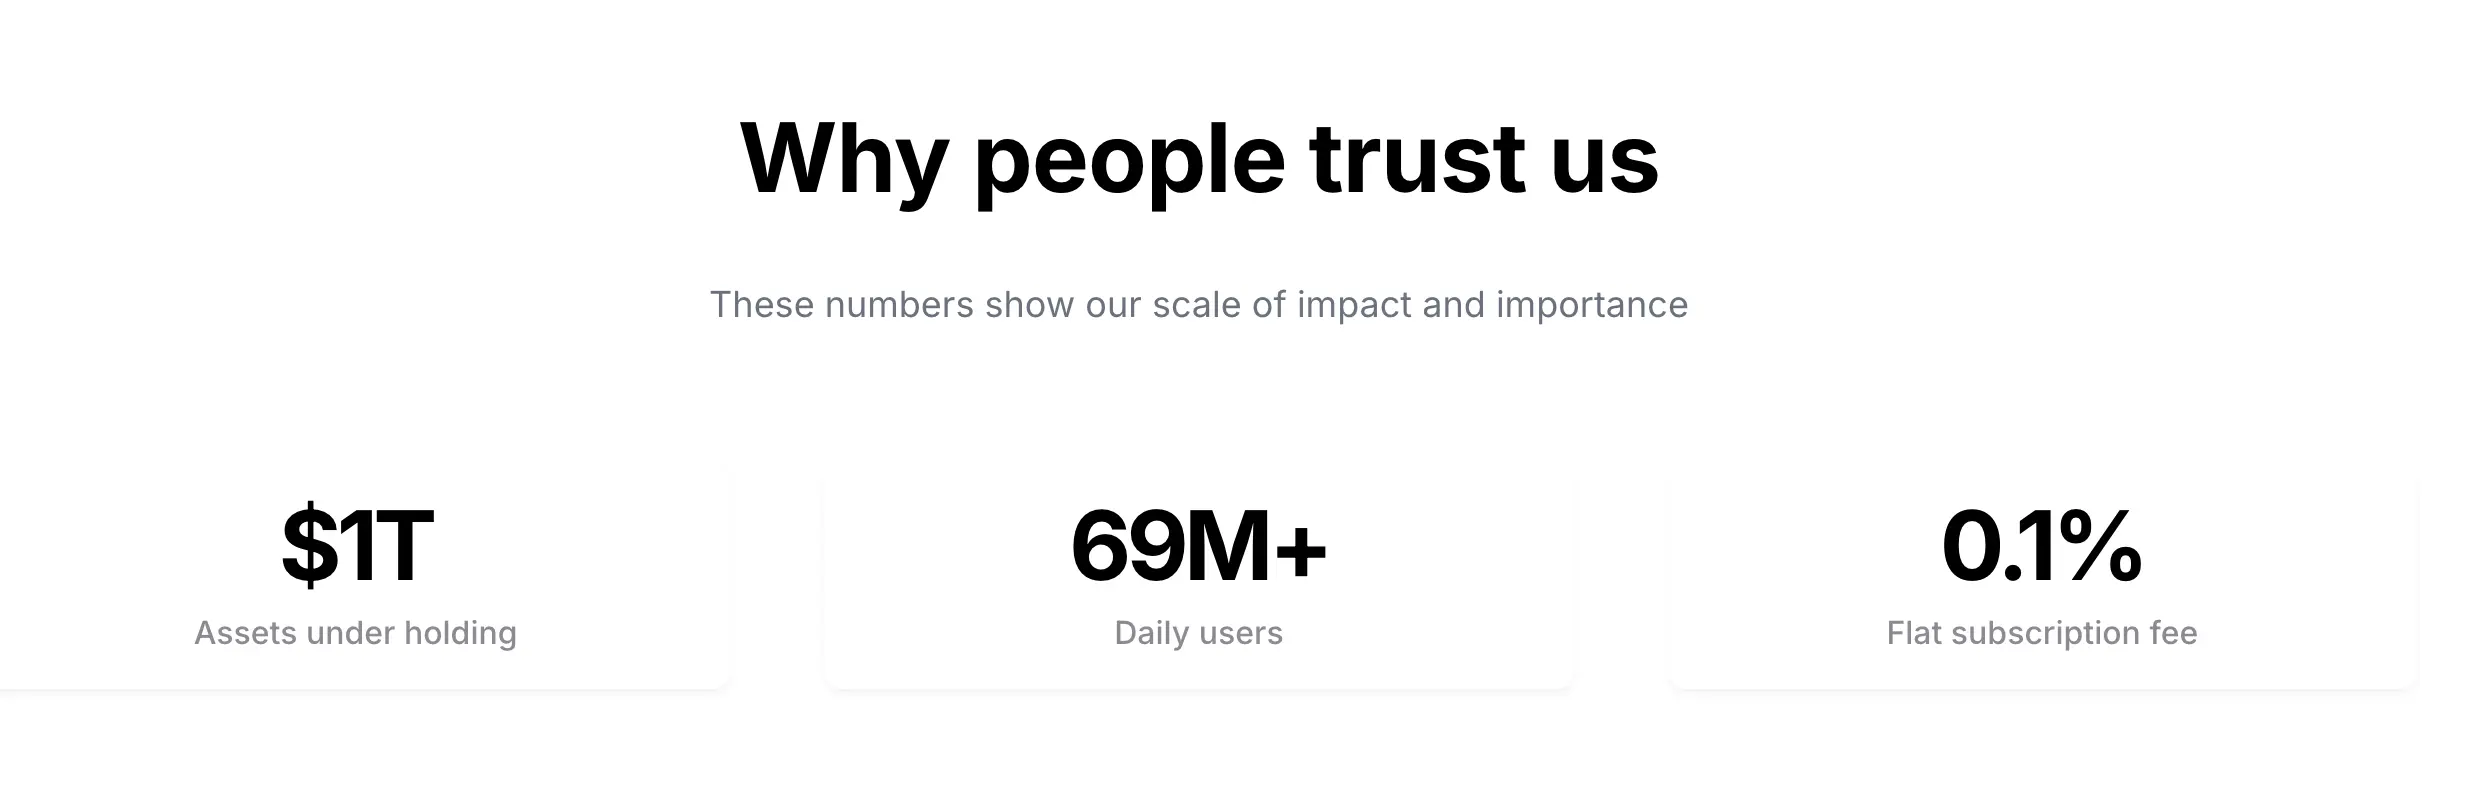 Why people trust us
These numbers show our scale of impact and importance
$1T
Assets under holding
69M+
Daily users
0.1%
Flat subscription fee